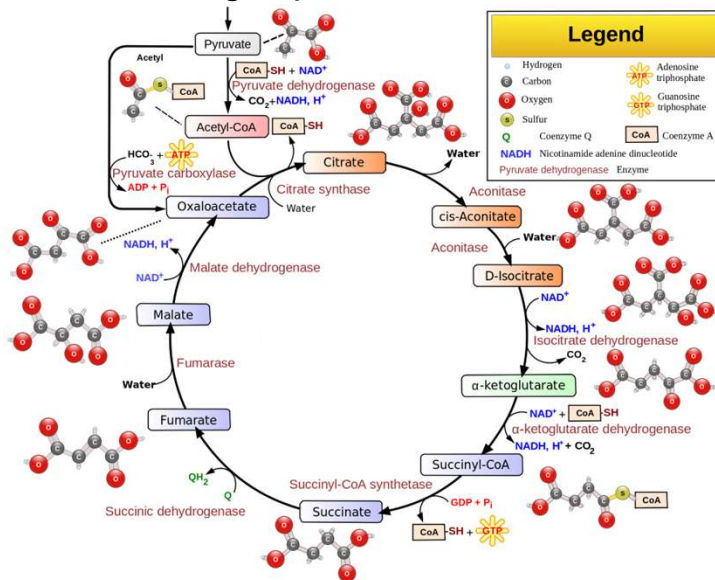 Pyruvate
Acetyl
CoA -SH + NAD⁺
Pyruvate dehydrogenase
CO₂+NADH, H⁺
S CoA
Acetyl-CoA
CoA -SH
HCO₃⁻ + ATP
Pyruvate carboxylase
ADP + Pᵢ
Citrate
Citrate synthase
Water
Oxaloacetate
Water
Aconitase
cis-Aconitate
Aconitase
Water
D-Isocitrate
NAD⁺
NADH, H⁺
Isocitrate dehydrogenase
CO₂
α-ketoglutarate
NAD⁺ + CoA -SH
α-ketoglutarate dehydrogenase
NADH, H⁺ + CO₂
Succinyl-CoA
S CoA
Succinyl-CoA synthetase
GDP + Pᵢ
CoA -SH + GTP
Succinate
QH₂
Q
Succinic dehydrogenase
Fumarate
Water
Fumarase
Malate
NADH, H⁺
Malate dehydrogenase
NAD⁺
Legend
Hydrogen
C Carbon
O Oxygen
S Sulfur
Q Coenzyme Q
ATP Adenosine
triphosphate
GTP Guanosine
triphosphate
CoA Coenzyme A
NADH Nicotinamide adenine dinucleotide
Pyruvate dehydrogenase Enzyme